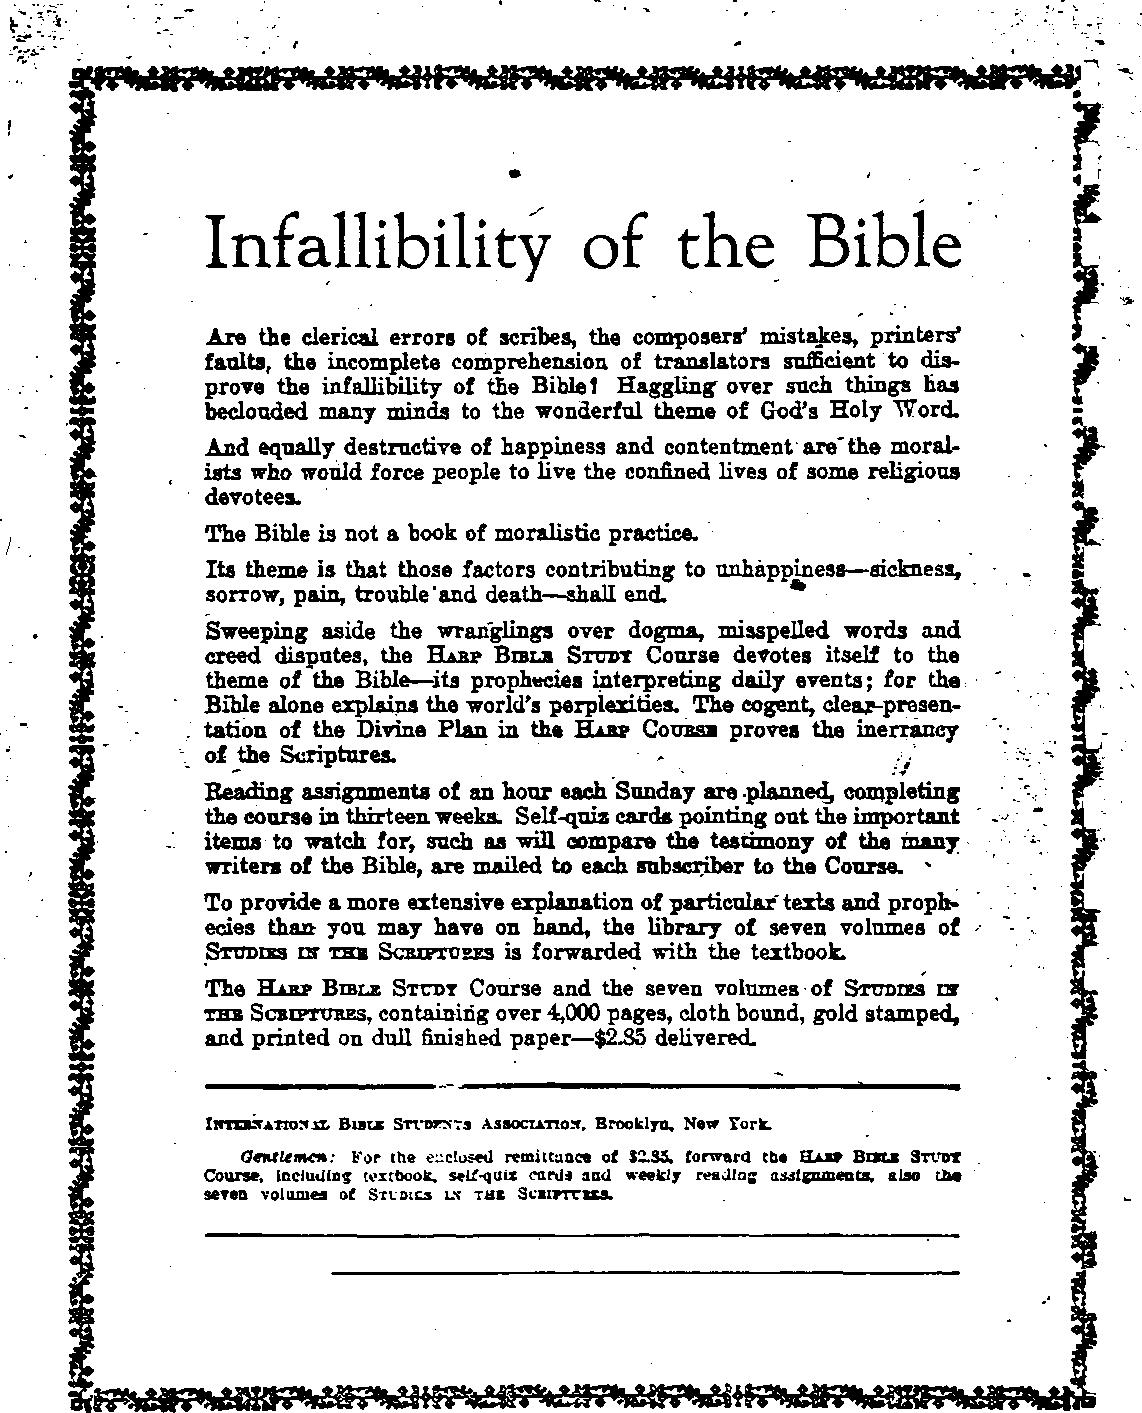 Infallibility of the Bible
Are the clerical errors of scribes, the composers' mistakes, printers'
faults, the incomplete comprehension of translators sufficient to dis-
prove the infallibility of the Bible? Haggling over such things has
beclouded many minds to the wonderful theme of God's Holy Word.
And equally destructive of happiness and contentment are the moral-
ists who would force people to live the confined lives of some religious
devotees.
The Bible is not a book of moralistic practice.
Its theme is that those factors contributing to unhappiness—sickness,
sorrow, pain, trouble and death—shall end.
Sweeping aside the wranglings over dogma, misspelled words and
creed disputes, the HARP BIBLE STUDY Course devotes itself to the
theme of the Bible—its prophecies interpreting daily events; for the
Bible alone explains the world's perplexities. The cogent, clear presen-
tation of the Divine Plan in the HARP COURSE proves the inerrancy
of the Scriptures.
Reading assignments of an hour each Sunday are planned, completing
the course in thirteen weeks. Self-quiz cards pointing out the important
items to watch for, such as will compare the testimony of the many
writers of the Bible, are mailed to each subscriber to the Course.
To provide a more extensive explanation of particular texts and proph-
ecies than you may have on hand, the library of seven volumes of
STUDIES IN THE SCRIPTURES is forwarded with the textbook.
The HARP BIBLE STUDY Course and the seven volumes of STUDIES IN
THE SCRIPTURES, containing over 4,000 pages, cloth bound, gold stamped,
and printed on dull finished paper—$2.85 delivered.
INTERNATIONAL BIBLE STUDENTS ASSOCIATION, Brooklyn, New York.
Gentlemen: For the enclosed remittance of $2.85, forward the HARP BIBLE STUDY
Course, including textbook, self-quiz cards and weekly reading assignments, also the
seven volumes of STUDIES IN THE SCRIPTURES.